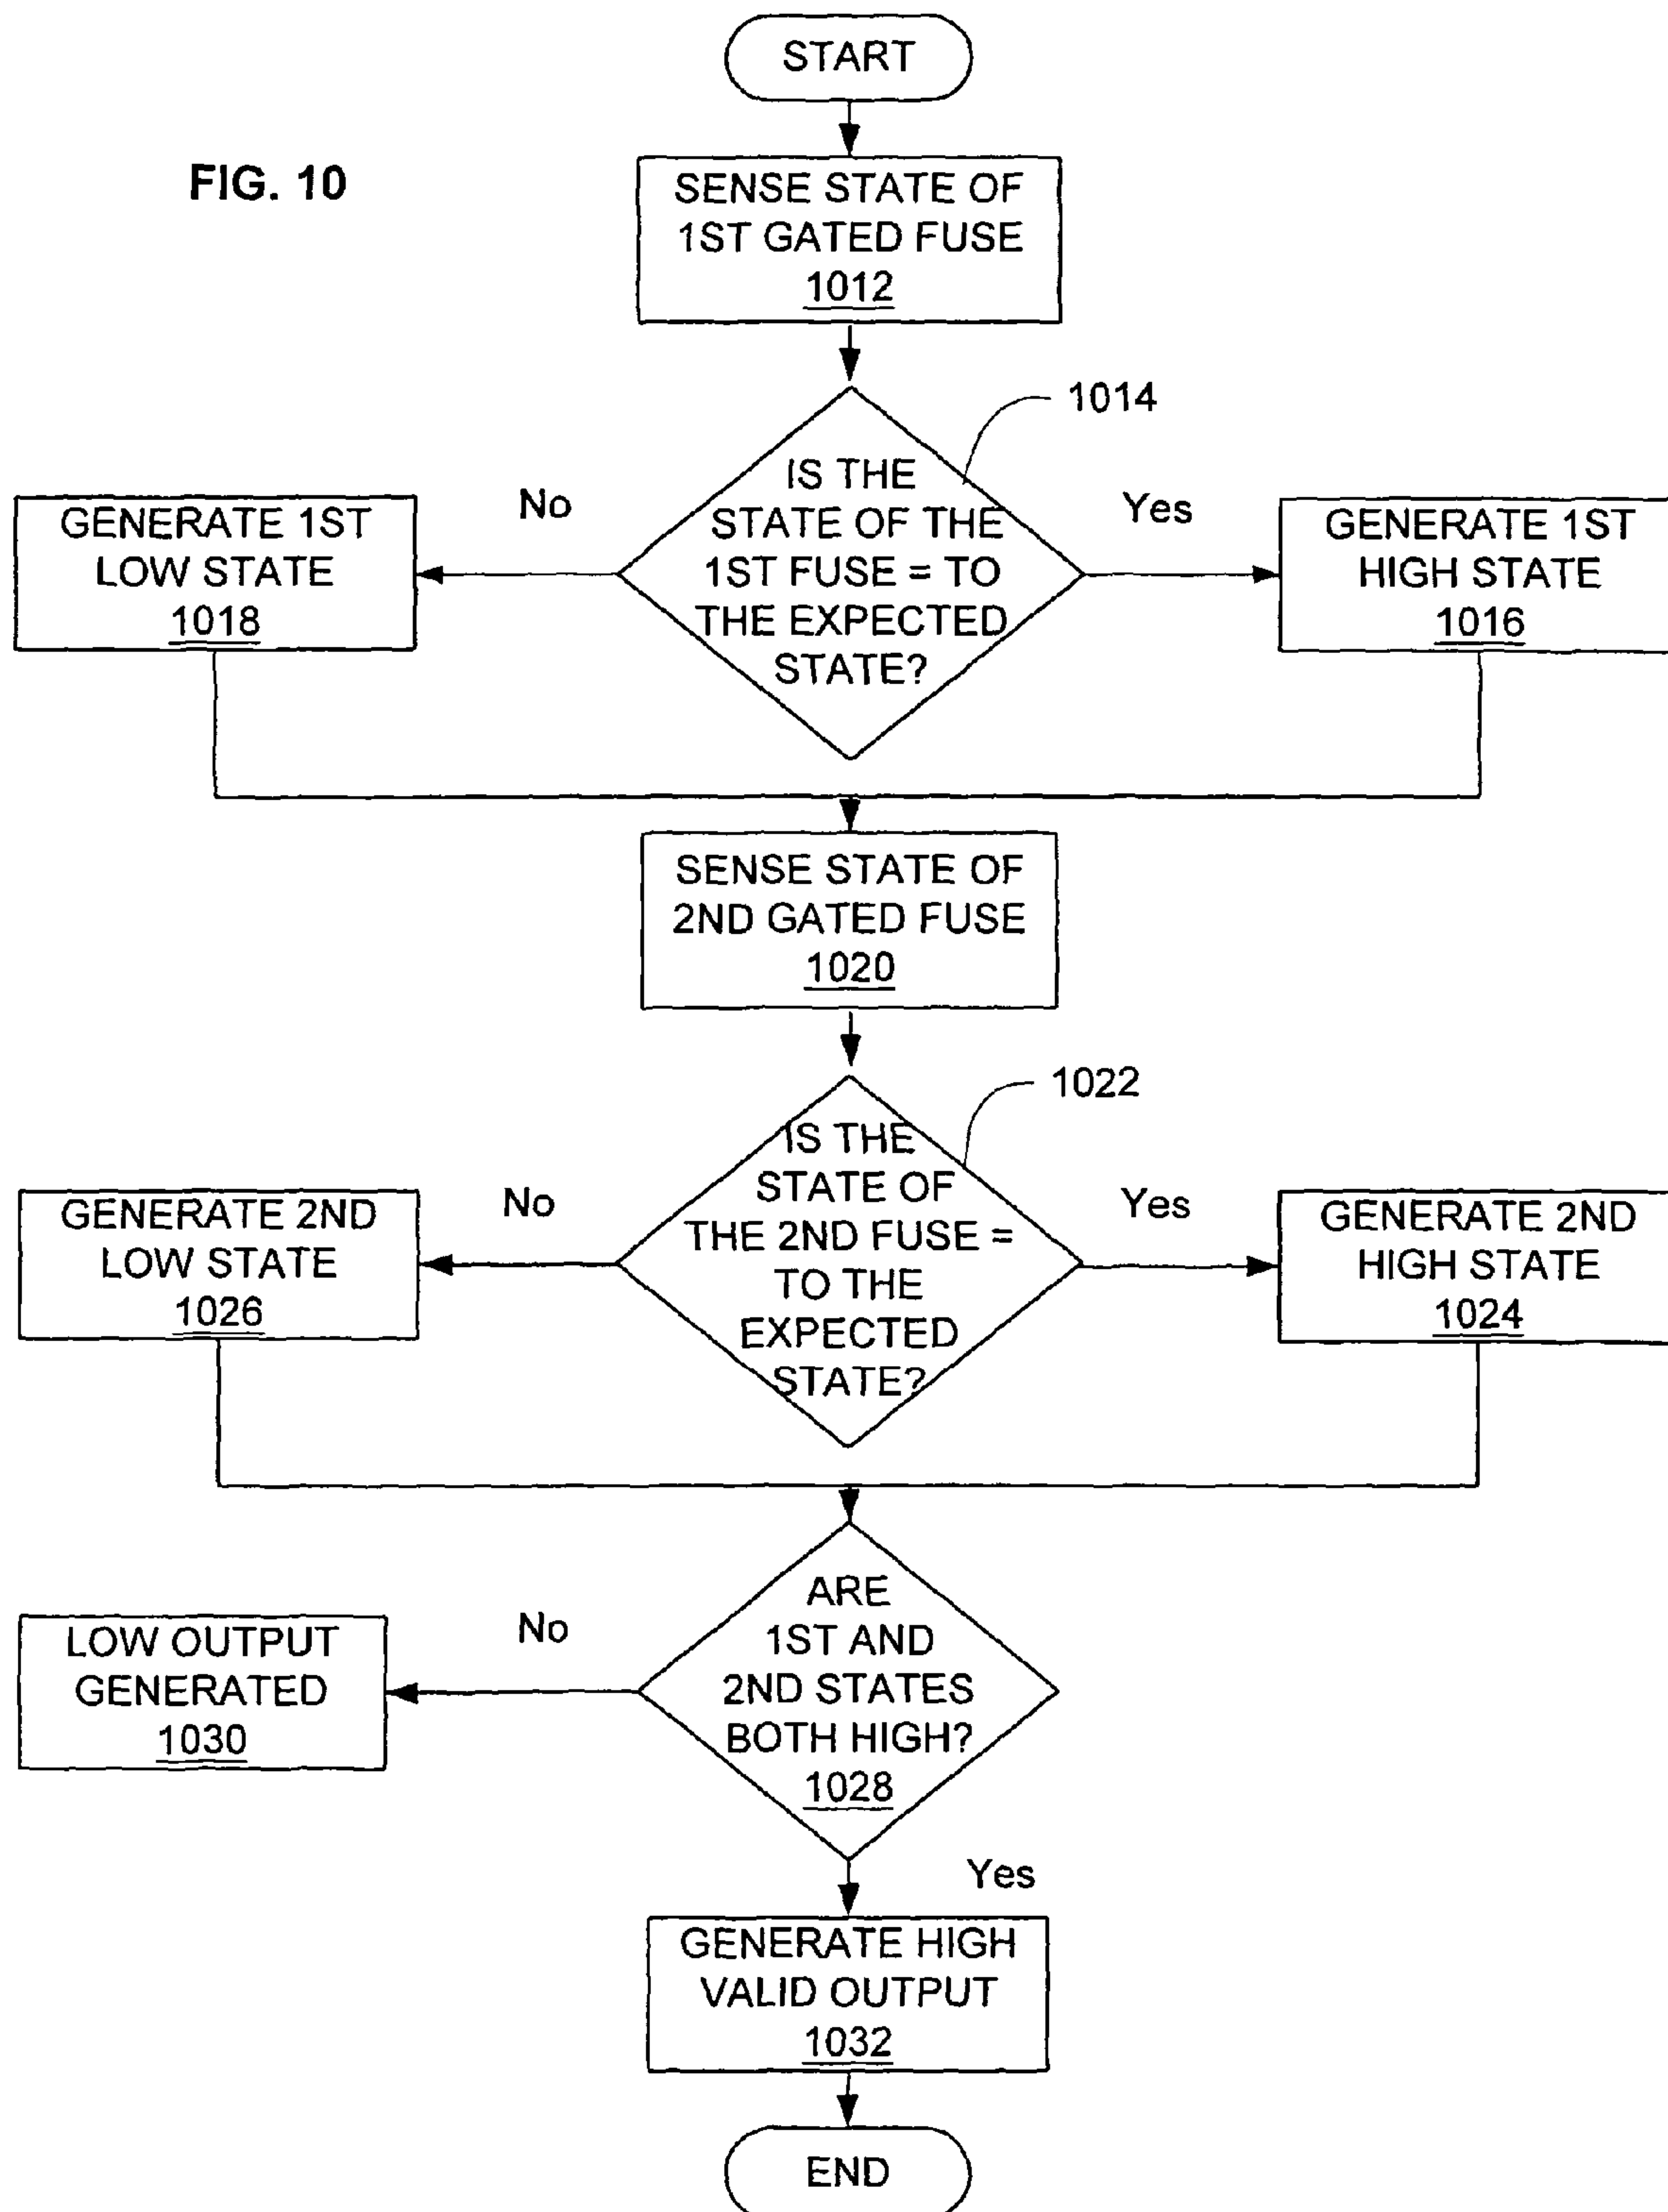 START
FIG. 10
SENSE STATE OF
1ST GATED FUSE
1012
1014
IS THE
STATE OF THE
1ST FUSE = TO
THE EXPECTED
STATE?
No
Yes
GENERATE 1ST
LOW STATE
1018
GENERATE 1ST
HIGH STATE
1016
SENSE STATE OF
2ND GATED FUSE
1020
1022
IS THE
STATE OF
THE 2ND FUSE =
TO THE
EXPECTED
STATE?
No
Yes
GENERATE 2ND
LOW STATE
1026
GENERATE 2ND
HIGH STATE
1024
ARE
1ST AND
2ND STATES
BOTH HIGH?
1028
No
LOW OUTPUT
GENERATED
1030
Yes
GENERATE HIGH
VALID OUTPUT
1032
END